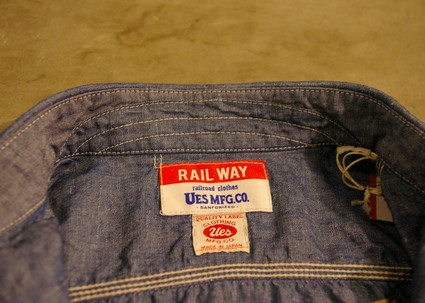 RAIL WAY
railroad clothes
UES MFG.CO.
- SANFORIZED -
QUALITY LABEL
CLOTHING
Ues
MFG.CO.
MADE IN JAPAN